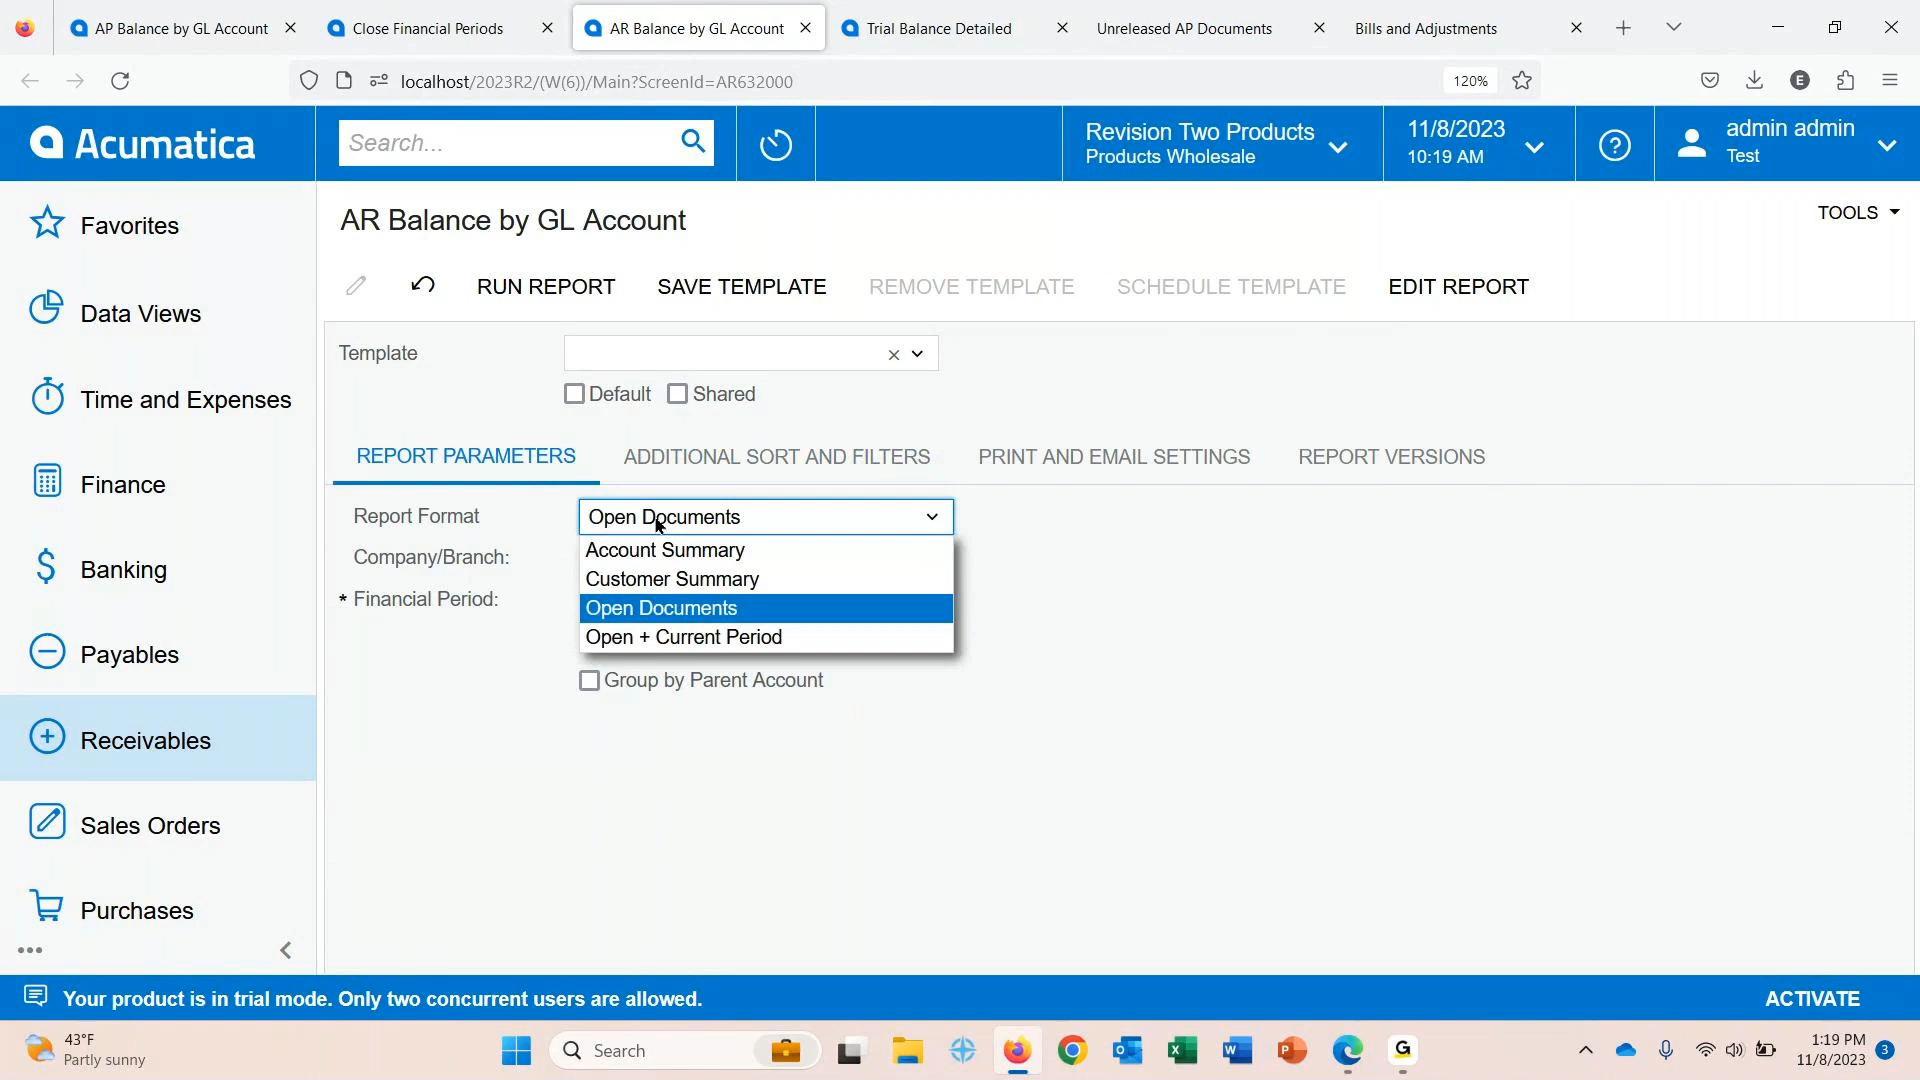 AP Balance by GL Account
Close Financial Periods
AR Balance by GL Account
Trial Balance Detailed
Unreleased AP Documents
Bills and Adjustments
localhost/2023R2/(W(6))/Main?ScreenId=AR632000
120%
E
Acumatica
Search...
Revision Two Products
Products Wholesale
11/8/2023
10:19 AM
admin admin
Test
Favorites
Data Views
Time and Expenses
Finance
Banking
Payables
Receivables
Sales Orders
Purchases
AR Balance by GL Account
TOOLS
RUN REPORT
SAVE TEMPLATE
REMOVE TEMPLATE
SCHEDULE TEMPLATE
EDIT REPORT
Template
Default
Shared
REPORT PARAMETERS
ADDITIONAL SORT AND FILTERS
PRINT AND EMAIL SETTINGS
REPORT VERSIONS
Report Format
Open Documents
Company/Branch:
* Financial Period:
Account Summary
Customer Summary
Open Documents
Open + Current Period
Group by Parent Account
Your product is in trial mode. Only two concurrent users are allowed.
ACTIVATE
43°F
Partly sunny
Search
1:19 PM
11/8/2023
3